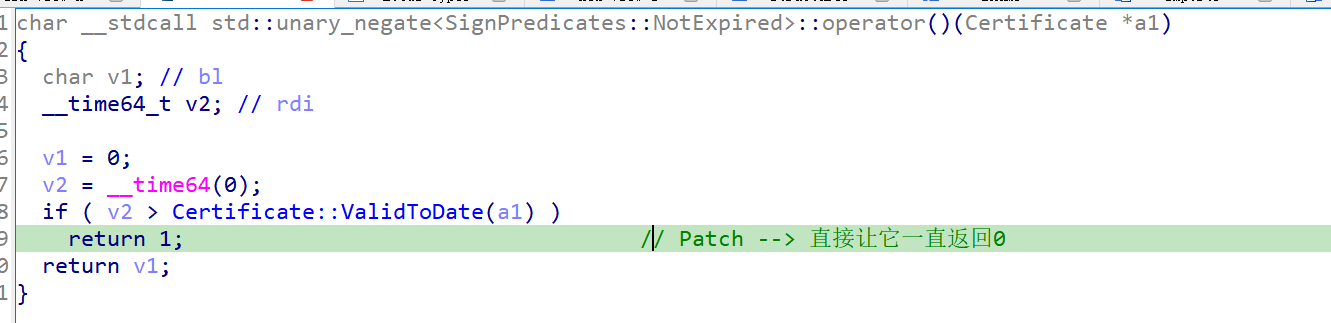 1 char __stdcall std::unary_negate<SignPredicates::NotExpired>::operator()(Certificate *a1)
2 {
3   char v1; // bl
4   __time64_t v2; // rdi
5
6   v1 = 0;
7   v2 = __time64(0);
8   if ( v2 > Certificate::ValidToDate(a1) )
9     return 1; // Patch --> 直接让它一直返回0
0   return v1;
1 }